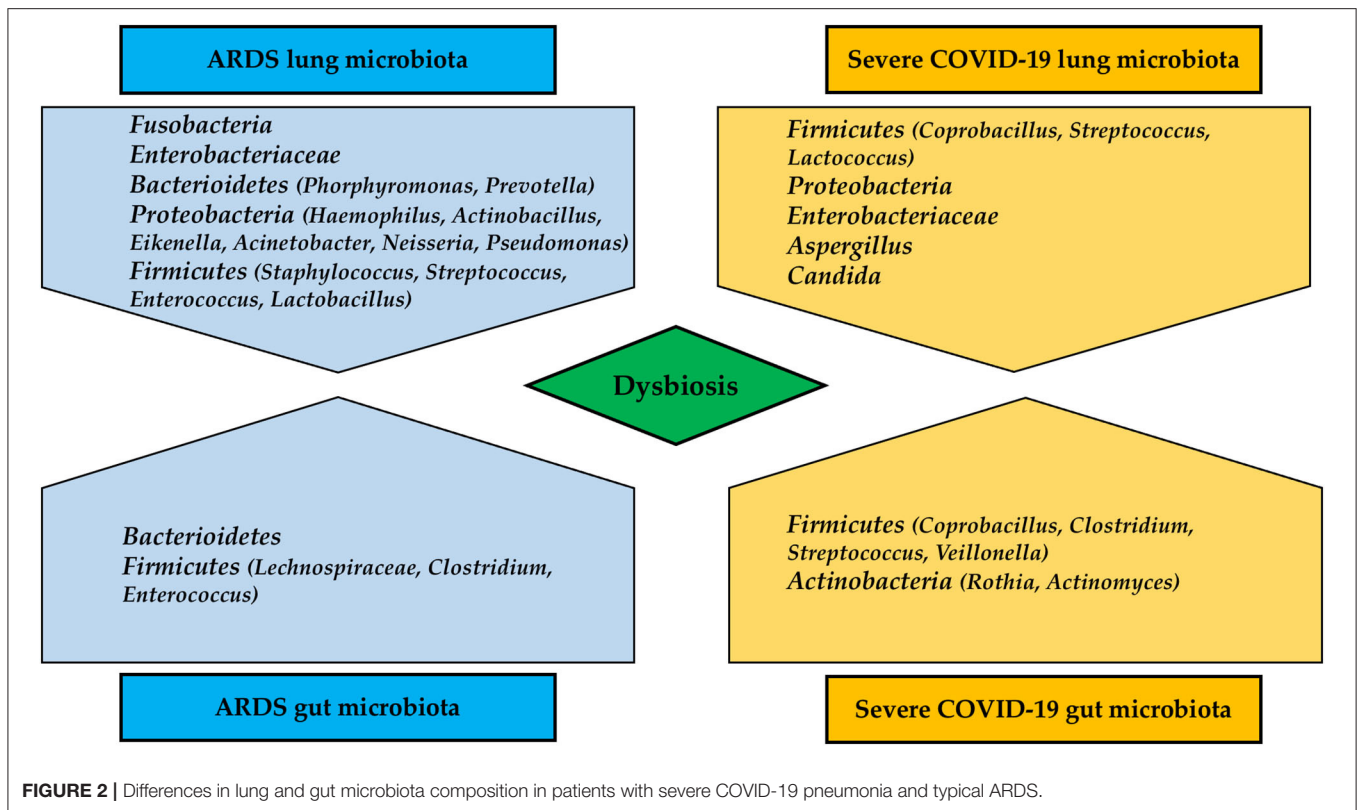 ARDS lung microbiota
Fusobacteria
Enterobacteriaceae
Bacterioidetes (Phorphyromonas, Prevotella)
Proteobacteria (Haemophilus, Actinobacillus,
Eikenella, Acinetobacter, Neisseria, Pseudomonas)
Firmicutes (Staphylococcus, Streptococcus,
Enterococcus, Lactobacillus)
Severe COVID-19 lung microbiota
Firmicutes (Coprobacillus, Streptococcus,
Lactococcus)
Proteobacteria
Enterobacteriaceae
Aspergillus
Candida
Dysbiosis
Bacterioidetes
Firmicutes (Lechnospiraceae, Clostridium,
Enterococcus)
ARDS gut microbiota
Firmicutes (Coprobacillus, Clostridium,
Streptococcus, Veillonella)
Actinobacteria (Rothia, Actinomyces)
Severe COVID-19 gut microbiota
FIGURE 2 | Differences in lung and gut microbiota composition in patients with severe COVID-19 pneumonia and typical ARDS.